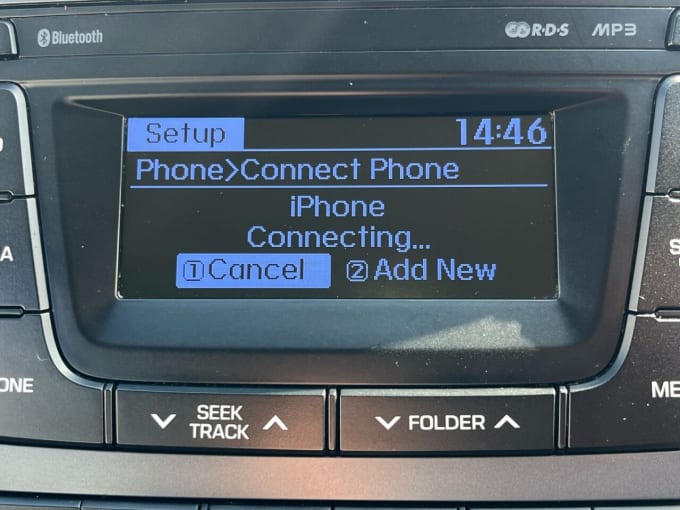 Bluetooth
R·D·S MP3
Setup 14:46
Phone>Connect Phone
iPhone
Connecting...
①Cancel ②Add New
SEEK
TRACK
FOLDER